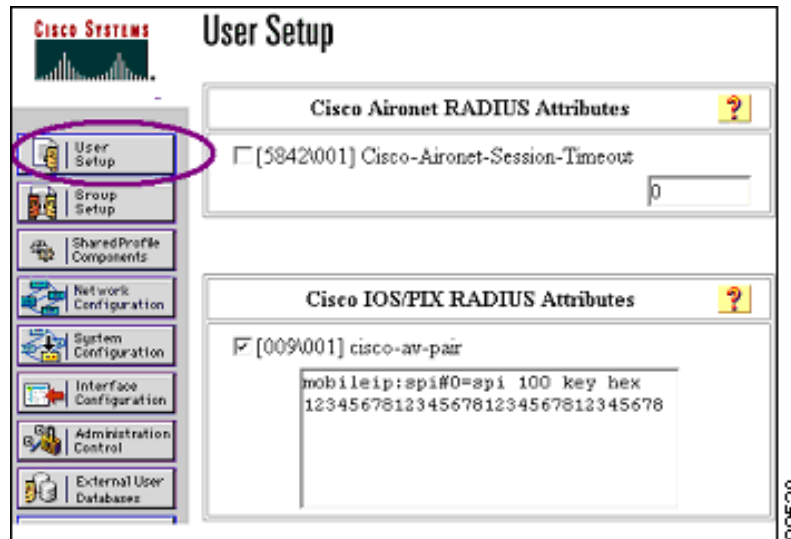 CISCO SYSTEMS
User Setup
User
Setup
Group
Setup
Shared Profile
Components
Network
Configuration
System
Configuration
Interface
Configuration
Administration
Control
External User
Databases
Cisco Aironet RADIUS Attributes
?
[5842\001] Cisco-Aironet-Session-Timeout
0
Cisco IOS/PIX RADIUS Attributes
?
[009\001] cisco-av-pair
mobileip:spi#0=spi 100 key hex
12345678123456781234567812345678